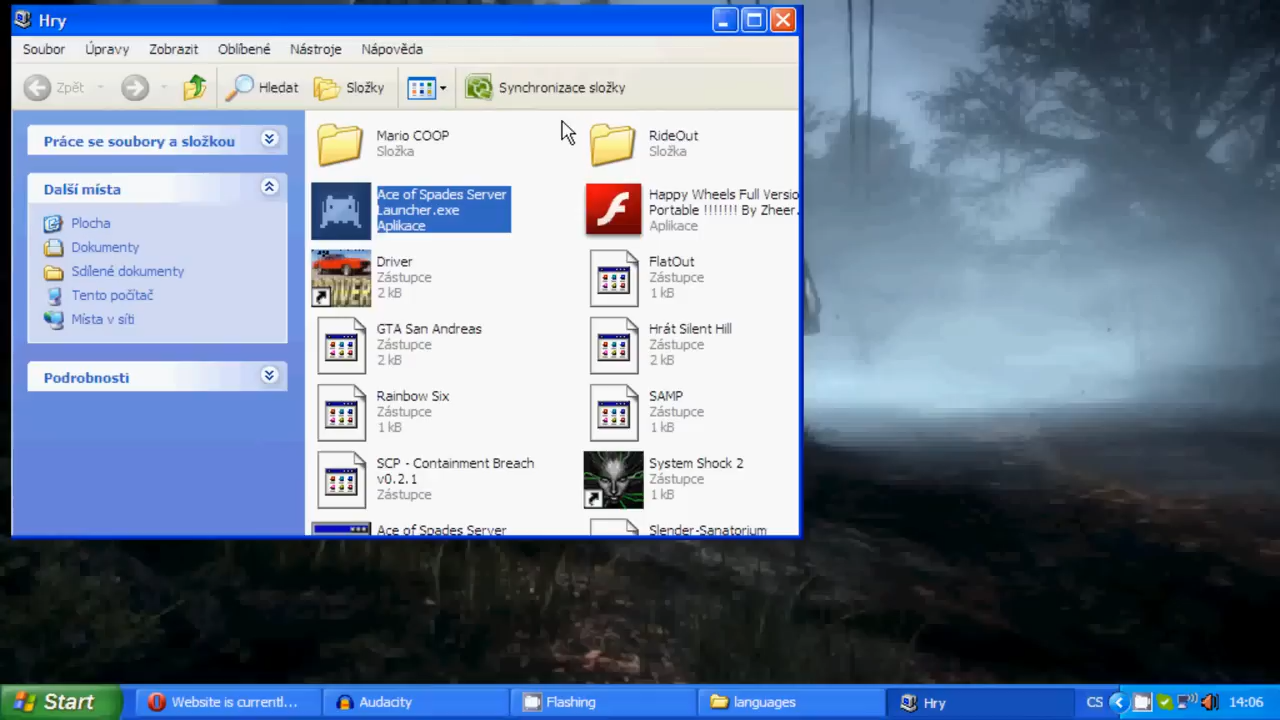 Hry
Soubor Úpravy Zobrazit Oblíbené Nástroje Nápověda
Zpět Hledat Složky Synchronizace složky
Práce se soubory a složkou
Další místa
Plocha
Dokumenty
Sdílené dokumenty
Tento počítač
Místa v síti
Podrobnosti
Mario COOP
Složka
RideOut
Složka
Ace of Spades Server
Launcher.exe
Aplikace
Happy Wheels Full Versio
Portable !!!!!!! By Zheer.
Aplikace
DRIVER
Driver
Zástupce
2 kB
FlatOut
Zástupce
1 kB
GTA San Andreas
Zástupce
2 kB
Hrát Silent Hill
Zástupce
2 kB
Rainbow Six
Zástupce
1 kB
SAMP
Zástupce
1 kB
SCP - Containment Breach
v0.2.1
Zástupce
System Shock 2
Zástupce
1 kB
Ace of Spades Server
Slender-Sanatorium
Start Website is currentl... Audacity Flashing languages Hry CS 14:06